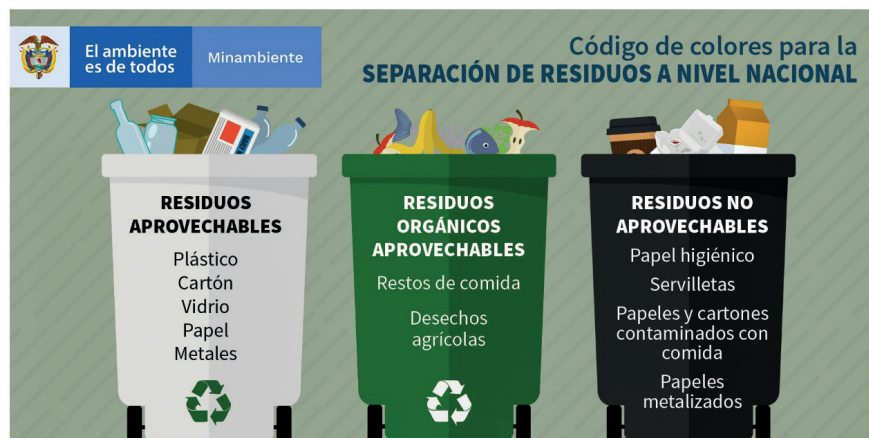 El ambiente
es de todos
Minambiente
Código de colores para la
SEPARACIÓN DE RESIDUOS A NIVEL NACIONAL
RESIDUOS
APROVECHABLES
Plástico
Cartón
Vidrio
Papel
Metales
RESIDUOS
ORGÁNICOS
APROVECHABLES
Restos de comida
Desechos
agrícolas
RESIDUOS NO
APROVECHABLES
Papel higiénico
Servilletas
Papeles y cartones
contaminados con
comida
Papeles
metalizados